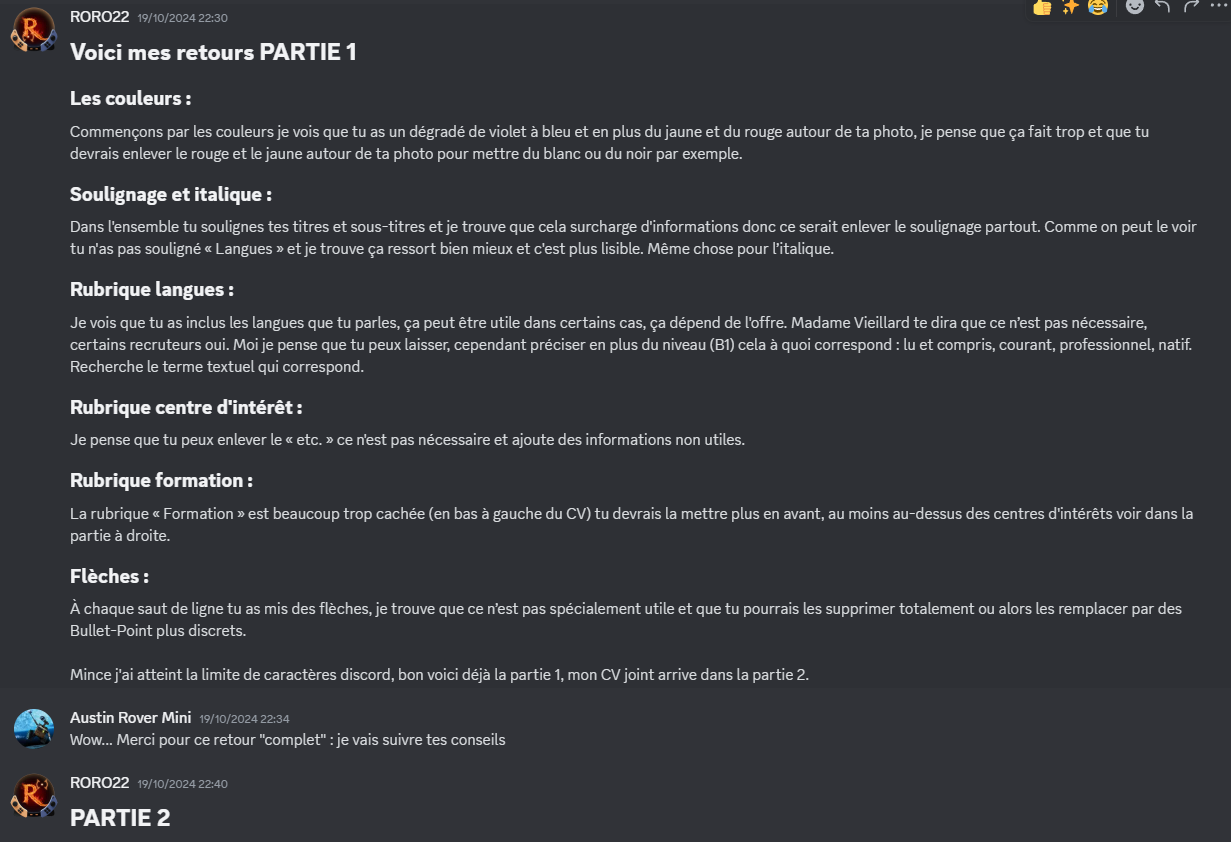 RORO22 19/10/2024 22:30
Voici mes retours PARTIE 1
Les couleurs :
Commençons par les couleurs je vois que tu as un dégradé de violet à bleu et en plus du jaune et du rouge autour de ta photo, je pense que ça fait trop et que tu
devrais enlever le rouge et le jaune autour de ta photo pour mettre du blanc ou du noir par exemple.
Soulignage et italique :
Dans l'ensemble tu soulignes tes titres et sous-titres et je trouve que cela surcharge d'informations donc ce serait enlever le soulignage partout. Comme on peut le voir
tu n'as pas souligné « Langues » et je trouve ça ressort bien mieux et c'est plus lisible. Même chose pour l'italique.
Rubrique langues :
Je vois que tu as inclus les langues que tu parles, ça peut être utile dans certains cas, ça dépend de l'offre. Madame Vieillard te dira que ce n'est pas nécessaire,
certains recruteurs oui. Moi je pense que tu peux laisser, cependant préciser en plus du niveau (B1) cela à quoi correspond : lu et compris, courant, professionnel, natif.
Recherche le terme textuel qui correspond.
Rubrique centre d'intérêt :
Je pense que tu peux enlever le « etc. » ce n'est pas nécessaire et ajoute des informations non utiles.
Rubrique formation :
La rubrique « Formation » est beaucoup trop cachée (en bas à gauche du CV) tu devrais la mettre plus en avant, au moins au-dessus des centres d'intérêts voir dans la
partie à droite.
Flèches :
À chaque saut de ligne tu as mis des flèches, je trouve que ce n'est pas spécialement utile et que tu pourrais les supprimer totalement ou alors les remplacer par des
Bullet-Point plus discrets.
Mince j'ai atteint la limite de caractères discord, bon voici déjà la partie 1, mon CV joint arrive dans la partie 2.
Austin Rover Mini 19/10/2024 22:34
Wow... Merci pour ce retour "complet" : je vais suivre tes conseils
RORO22 19/10/2024 22:40
PARTIE 2